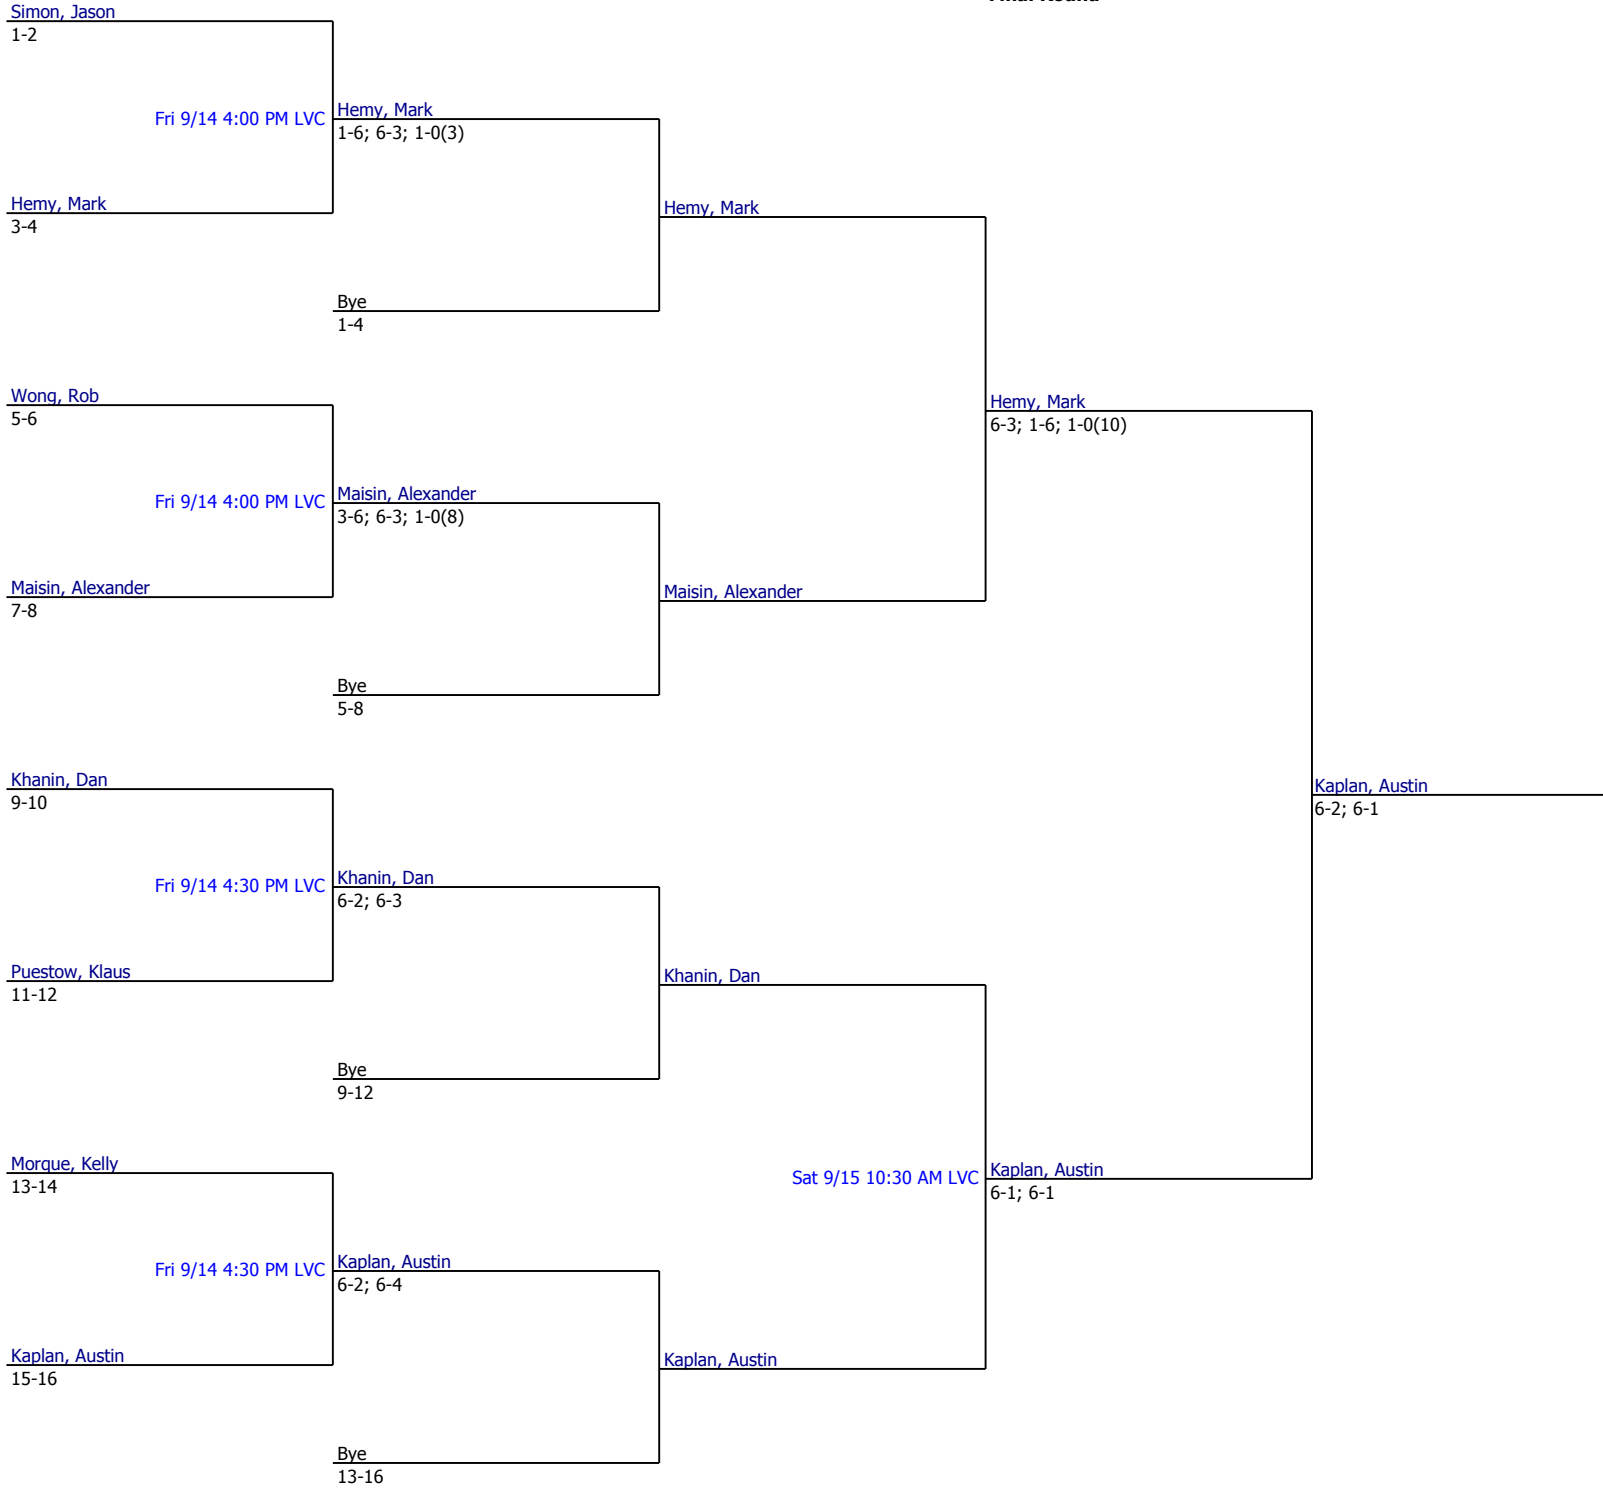 Final Round
Simon, Jason
1-2
Fri 9/14 4:00 PM LVC
Hemy, Mark
1-6; 6-3; 1-0(3)
Hemy, Mark
3-4
Hemy, Mark
Bye
1-4
Wong, Rob
5-6
Hemy, Mark
6-3; 1-6; 1-0(10)
Fri 9/14 4:00 PM LVC
Maisin, Alexander
3-6; 6-3; 1-0(8)
Maisin, Alexander
7-8
Maisin, Alexander
Bye
5-8
Khanin, Dan
9-10
Kaplan, Austin
6-2; 6-1
Fri 9/14 4:30 PM LVC
Khanin, Dan
6-2; 6-3
Puestow, Klaus
11-12
Khanin, Dan
Bye
9-12
Morgue, Kelly
13-14
Sat 9/15 10:30 AM LVC
Kaplan, Austin
6-1; 6-1
Fri 9/14 4:30 PM LVC
Kaplan, Austin
6-2; 6-4
Kaplan, Austin
15-16
Kaplan, Austin
Bye
13-16